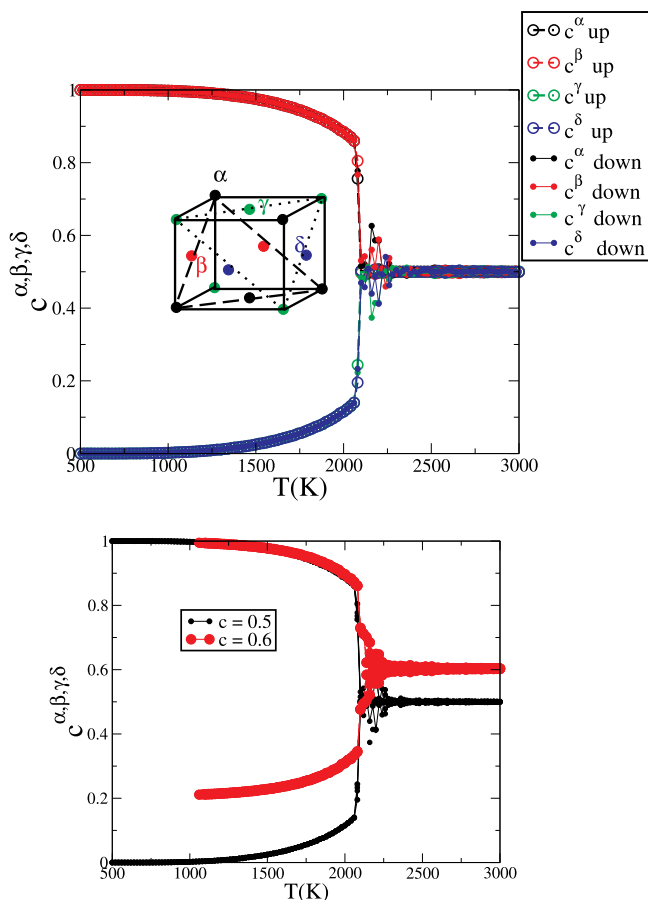 c^α up
c^β up
c^γ up
c^δ up
c^α down
c^β down
c^γ down
c^δ down
1
0.8
0.6
0.4
0.2
0
c^α,β,γ,δ
α
γ
β
δ
500 1000 1500 2000 2500 3000
T(K)
1
0.8
0.6
0.4
0.2
0
c^α,β,γ,δ
c = 0.5
c = 0.6
500 1000 1500 2000 2500 3000
T(K)